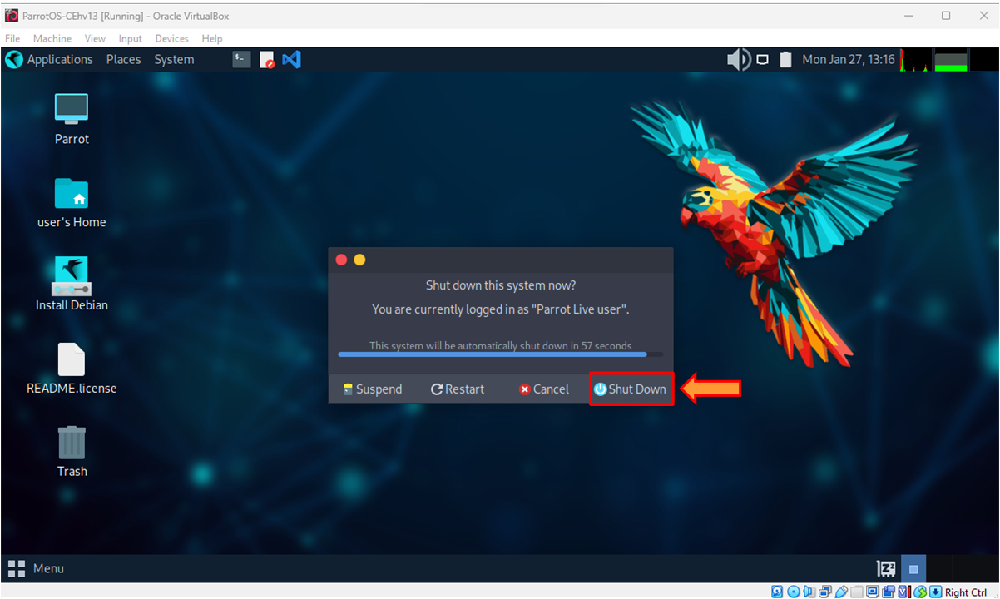 ParrotOS-CEhv13 [Running] - Oracle VirtualBox
File Machine View Input Devices Help
Applications Places System Mon Jan 27, 13:16
Parrot
user's Home
Install Debian
README.license
Trash
Shut down this system now?
You are currently logged in as "Parrot Live user".
This system will be automatically shut down in 57 seconds
Suspend Restart Cancel Shut Down
Menu
Right Ctrl